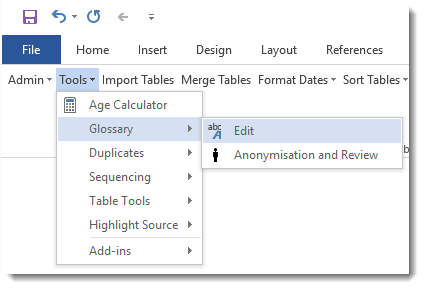 File Home Insert Design Layout References
Admin Tools Import Tables Merge Tables Format Dates Sort Tables
Age Calculator
Glossary
abc A Edit
Duplicates
Anonymisation and Review
Sequencing
Table Tools
Highlight Source
Add-ins